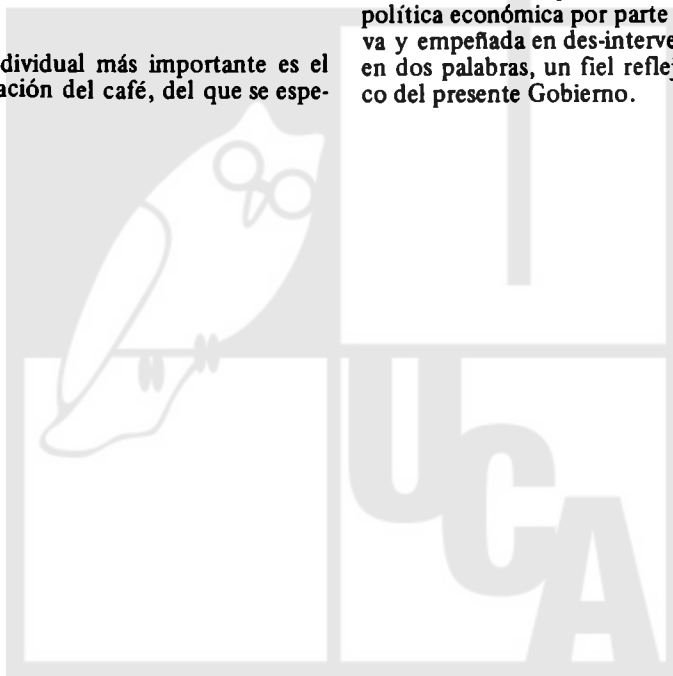 dividual más importante es el
ación del café, del que se espe-
política económica por parte
va y empeñada en des-interve
en dos palabras, un fiel reflej
co del presente Gobierno.
UCA